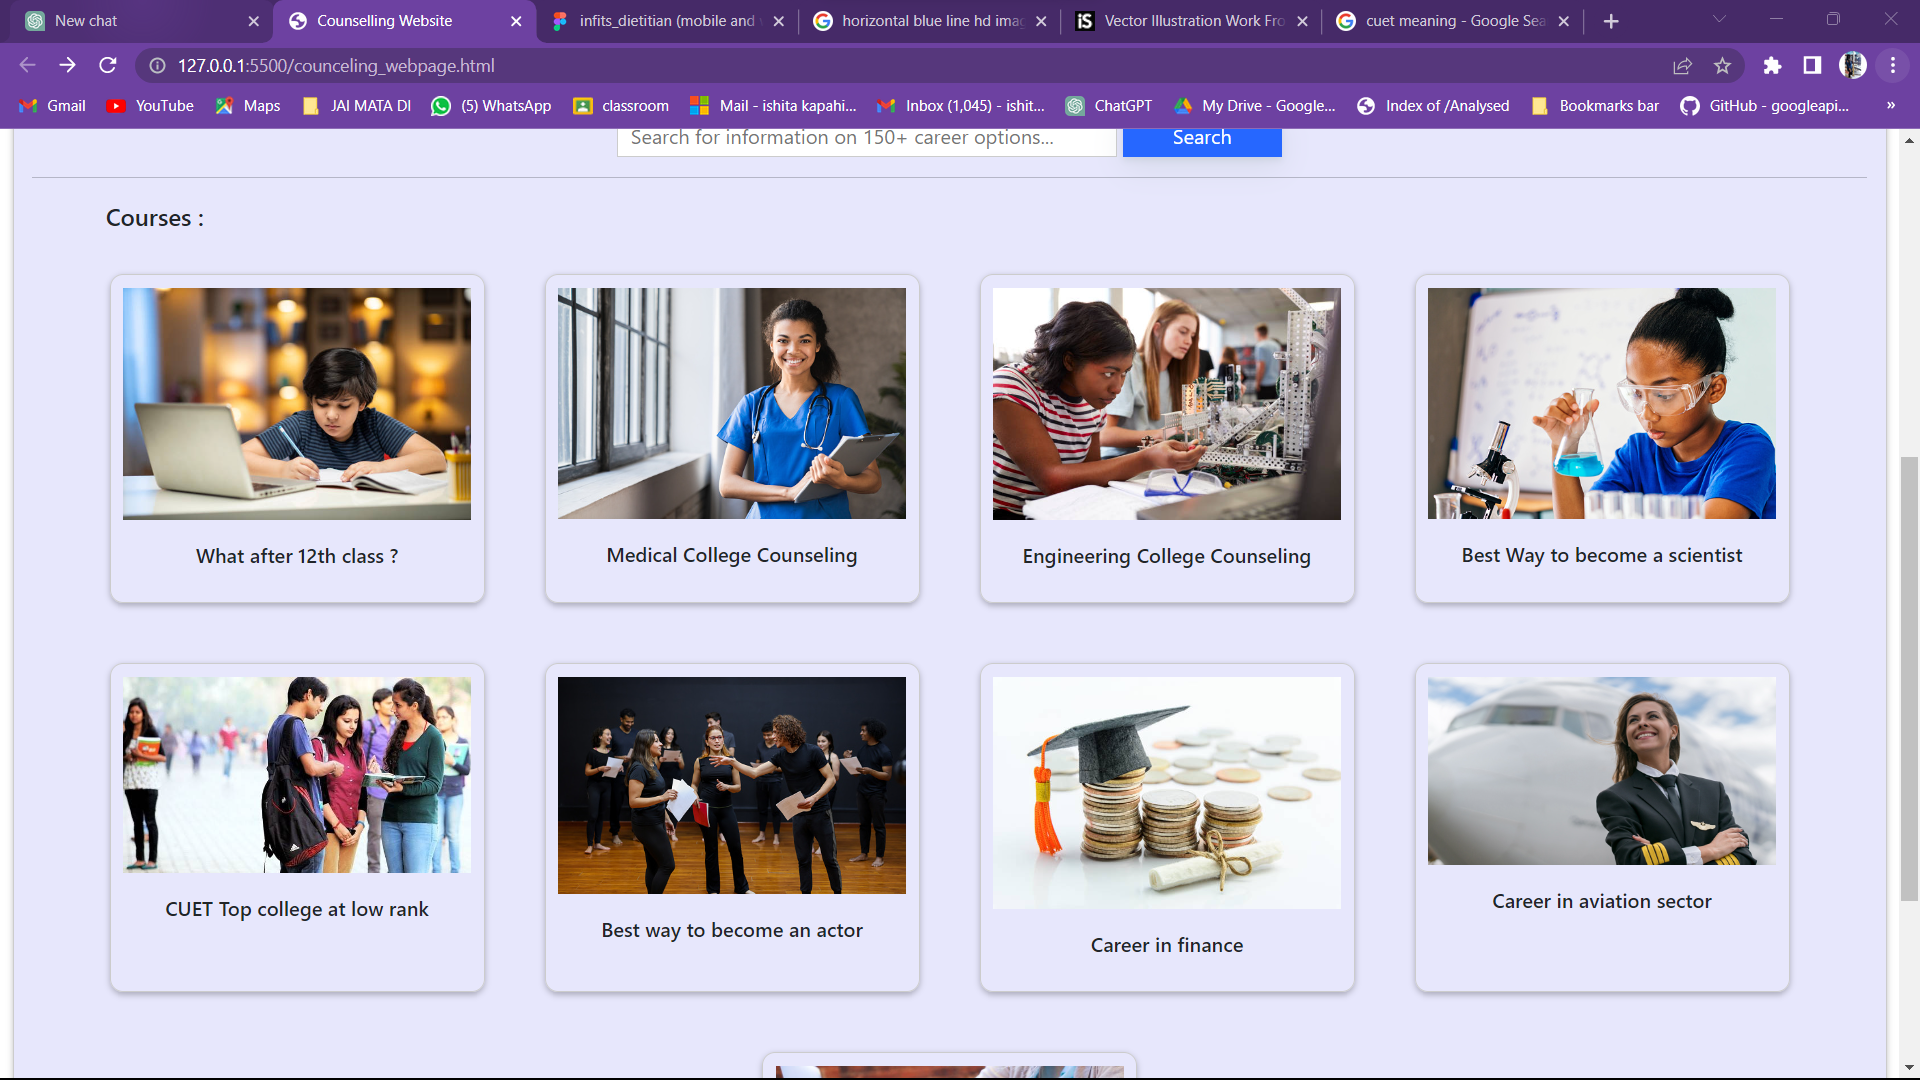 New chat
Counselling Website
infits_dietitian (mobile and
horizontal blue line hd imag
Vector Illustration Work Fro
cuet meaning - Google Sea
127.0.0.1:5500/counceling_webpage.html
Gmail
YouTube
Maps
JAI MATA DI
(5) WhatsApp
classroom
Mail - ishita kapahi...
Inbox (1,045) - ishit...
ChatGPT
My Drive - Google...
Index of /Analysed
Bookmarks bar
GitHub - googleapi...
»
Search for information on 150+ career options...
Search
Courses :
What after 12th class ?
Medical College Counseling
Engineering College Counseling
Best Way to become a scientist
CUET Top college at low rank
Best way to become an actor
Career in finance
Career in aviation sector